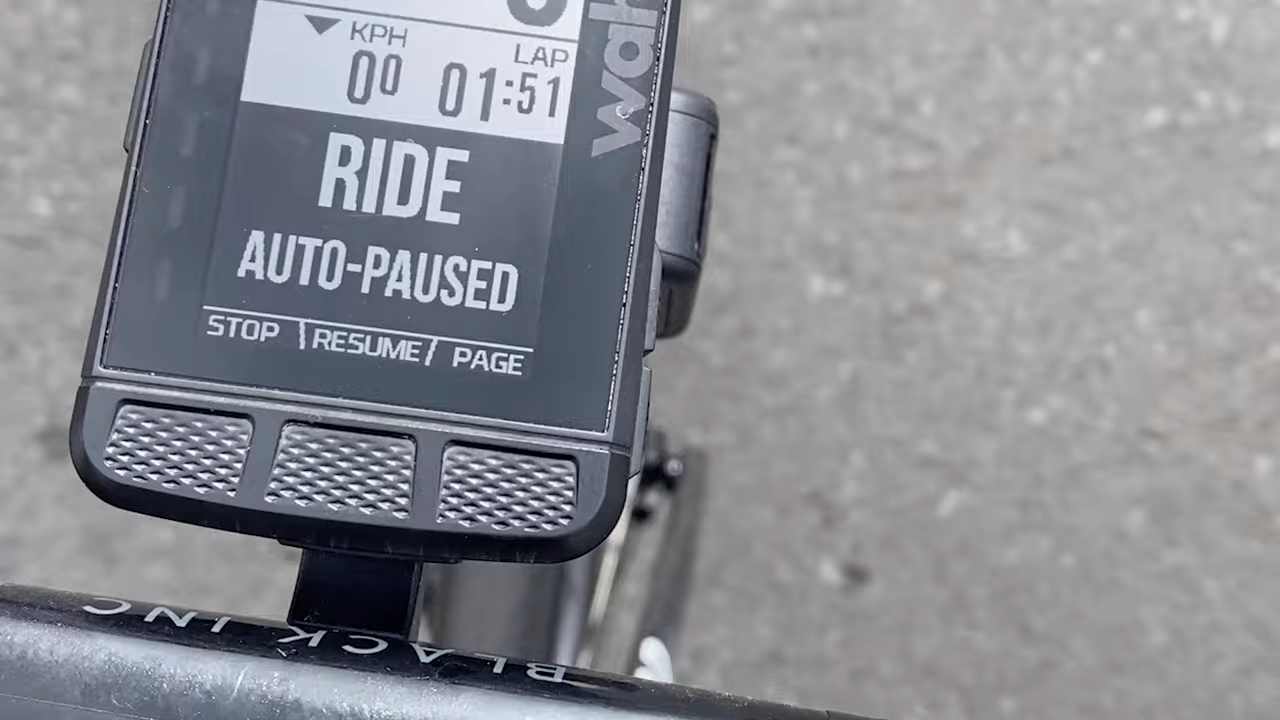 KPH
LAP
00 01:51
RIDE
AUTO-PAUSED
STOP RESUME PAGE
BLACK INC